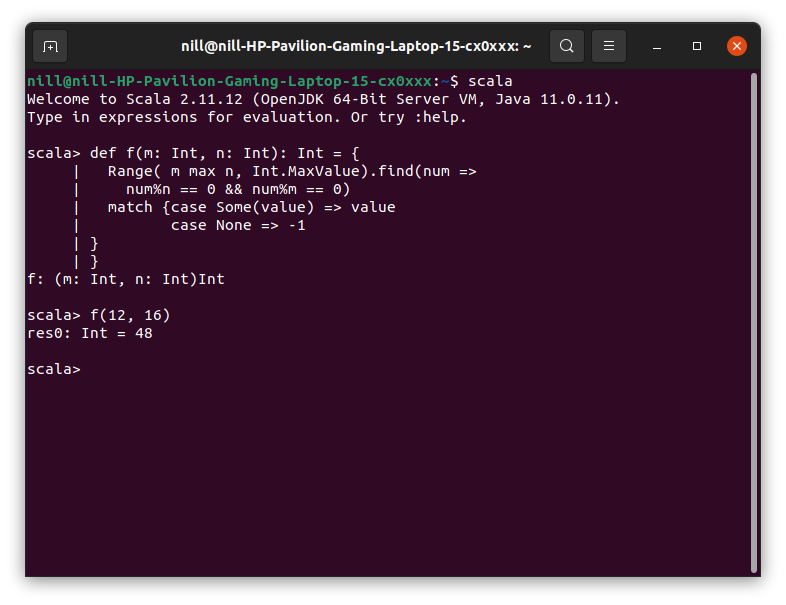 nill@nill-HP-Pavilion-Gaming-Laptop-15-cx0xxx: ~
nill@nill-HP-Pavilion-Gaming-Laptop-15-cx0xxx:~$ scala
Welcome to Scala 2.11.12 (OpenJDK 64-Bit Server VM, Java 11.0.11).
Type in expressions for evaluation. Or try :help.
scala> def f(m: Int, n: Int): Int = {
     |   Range( m max n, Int.MaxValue).find(num =>
     |     num%n == 0 && num%m == 0)
     |   match {case Some(value) => value
     |          case None => -1
     | }
     | }
f: (m: Int, n: Int)Int
scala> f(12, 16)
res0: Int = 48
scala>